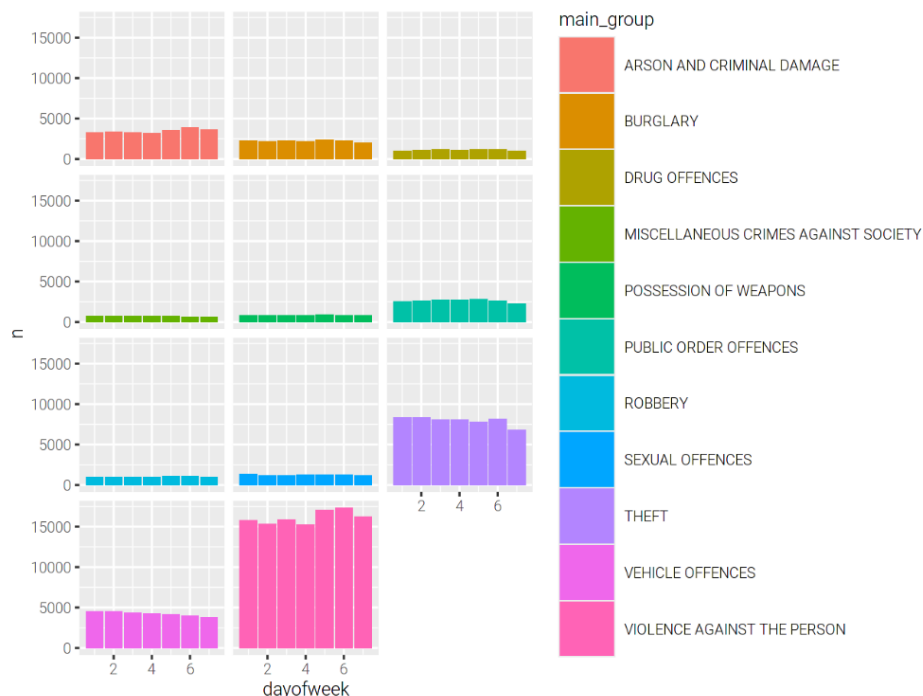 main_group
15000
10000
5000
0
ARSON AND CRIMINAL DAMAGE
BURGLARY
DRUG OFFENCES
MISCELLANEOUS CRIMES AGAINST SOCIETY
POSSESSION OF WEAPONS
PUBLIC ORDER OFFENCES
ROBBERY
SEXUAL OFFENCES
THEFT
VEHICLE OFFENCES
VIOLENCE AGAINST THE PERSON
15000
10000
5000
0
n
15000
10000
5000
0
2 4 6
15000
10000
5000
0
2 4 6 2 4 6
davofweek